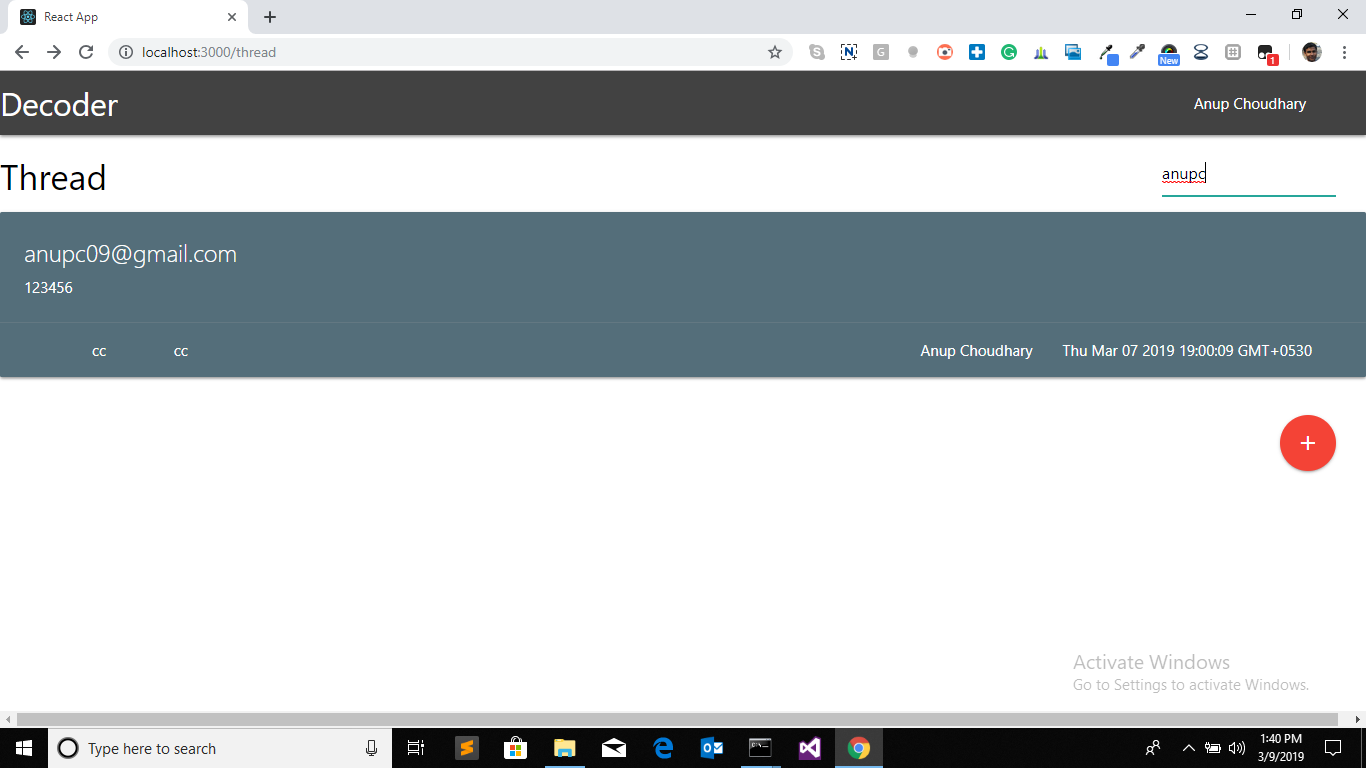 React App
localhost:3000/thread
G
New
1
Decoder
Anup Choudhary
Thread
anupc
anupc09@gmail.com
123456
cc cc Anup Choudhary Thu Mar 07 2019 19:00:09 GMT+0530
+
Activate Windows
Go to Settings to activate Windows.
Type here to search
1:40 PM
3/9/2019